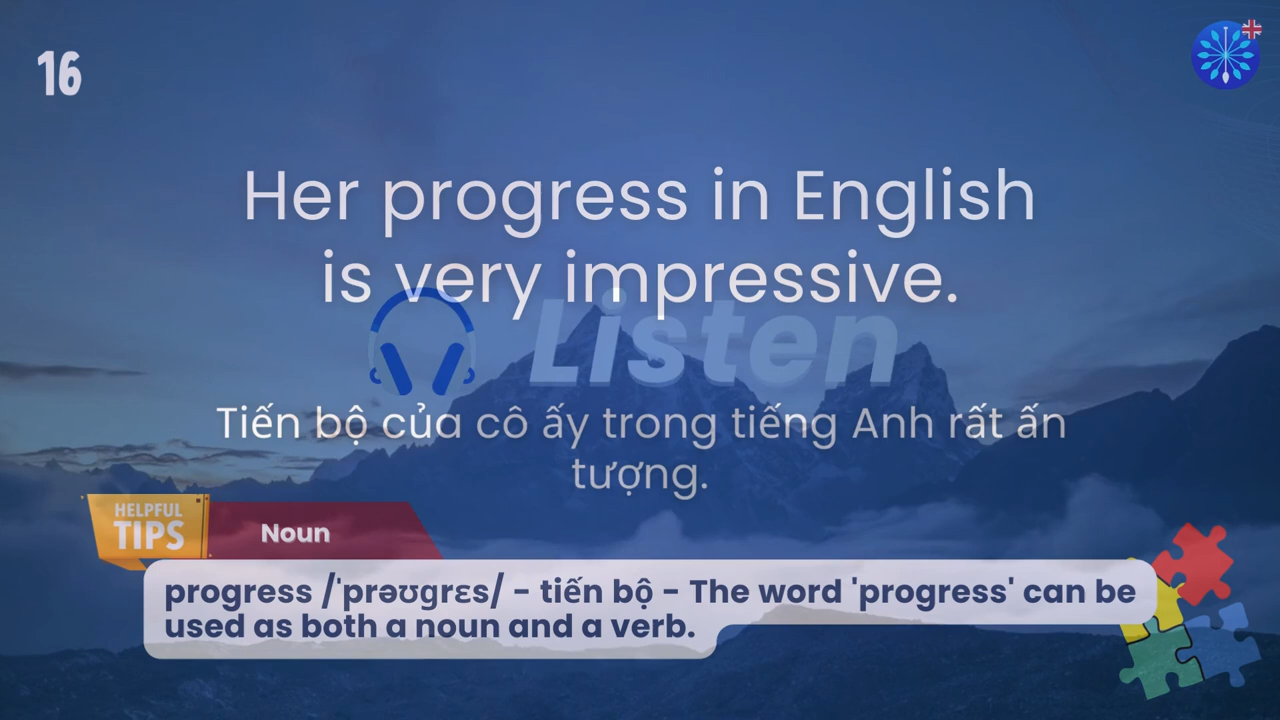 16
Her progress in English
is very impressive.
Listen
Tiến bộ của cô ấy trong tiếng Anh rất ấn
tượng.
HELPFUL
TIPS
Noun
progress /ˈprəʊɡrɛs/ - tiến bộ - The word 'progress' can be
used as both a noun and a verb.